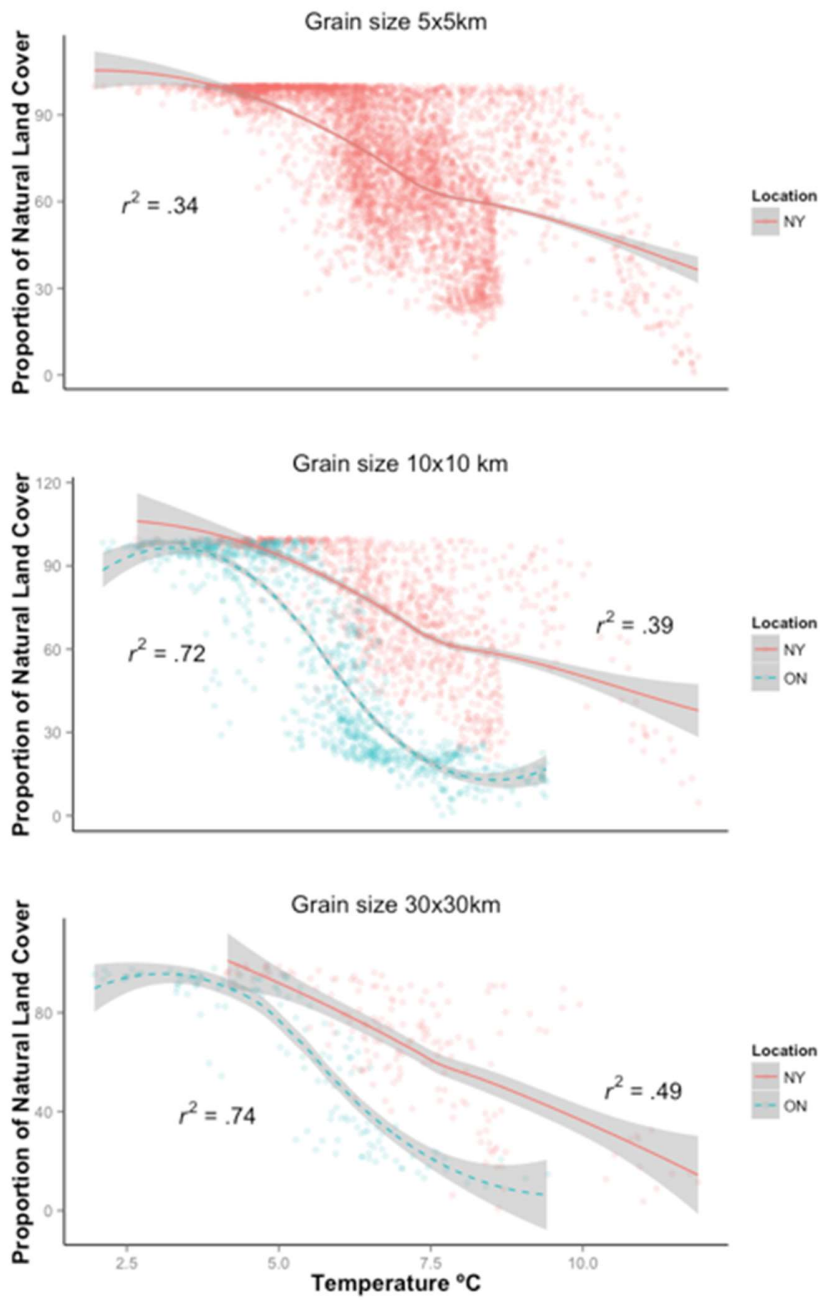 Grain size 5x5km
Proportion of Natural Land Cover
90
60
30
0
r² = .34
Location
NY
Grain size 10x10 km
Proportion of Natural Land Cover
120
90
60
30
0
r² = .39
r² = .72
Location
NY
ON
Grain size 30x30km
Proportion of Natural Land Cover
80
40
0
r² = .49
r² = .74
Location
NY
ON
2.5 5.0 7.5 10.0
Temperature ºC